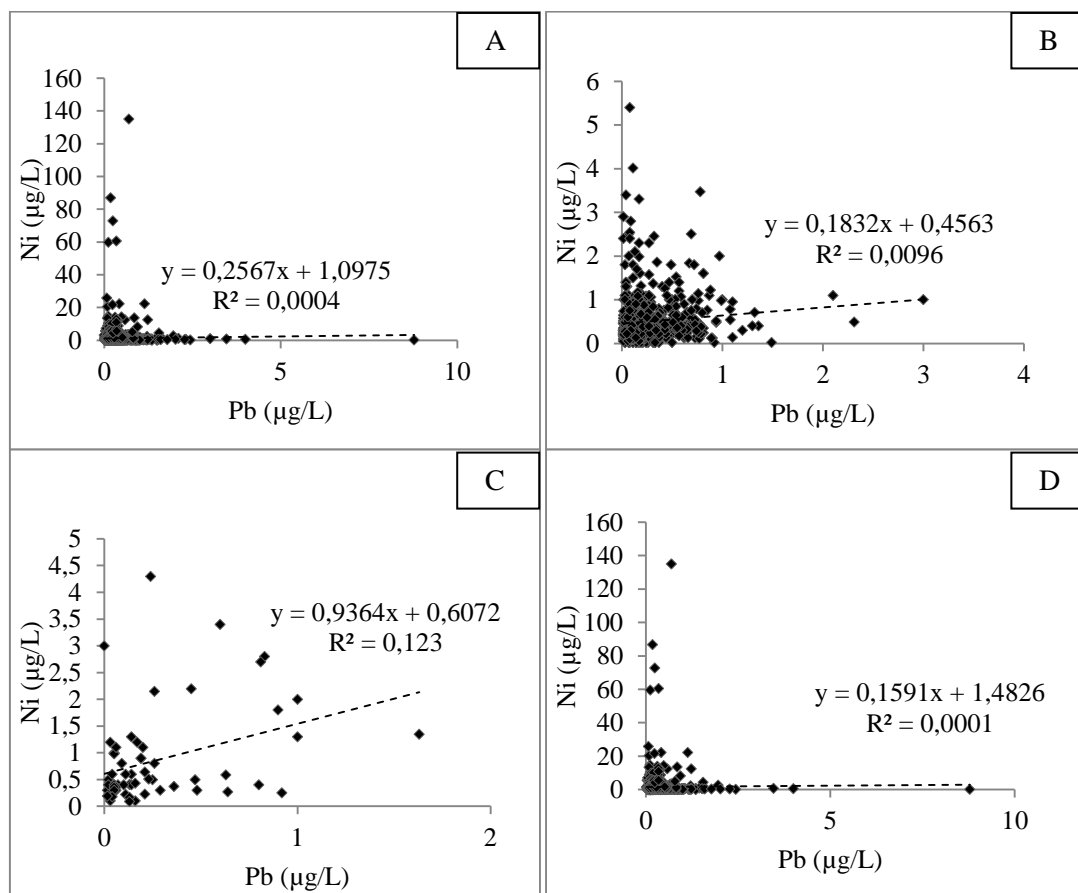 A
160
140
120
100
80
60
40
20
0
Ni (µg/L)
y = 0,2567x + 1,0975
R² = 0,0004
0 5 10
Pb (µg/L)
B
6
5
4
3
2
1
0
Ni (µg/L)
y = 0,1832x + 0,4563
R² = 0,0096
0 1 2 3 4
Pb (µg/L)
C
5
4,5
4
3,5
3
2,5
2
1,5
1
0,5
0
Ni (µg/L)
y = 0,9364x + 0,6072
R² = 0,123
0 1 2
Pb (µg/L)
D
160
140
120
100
80
60
40
20
0
Ni (µg/L)
y = 0,1591x + 1,4826
R² = 0,0001
0 5 10
Pb (µg/L)